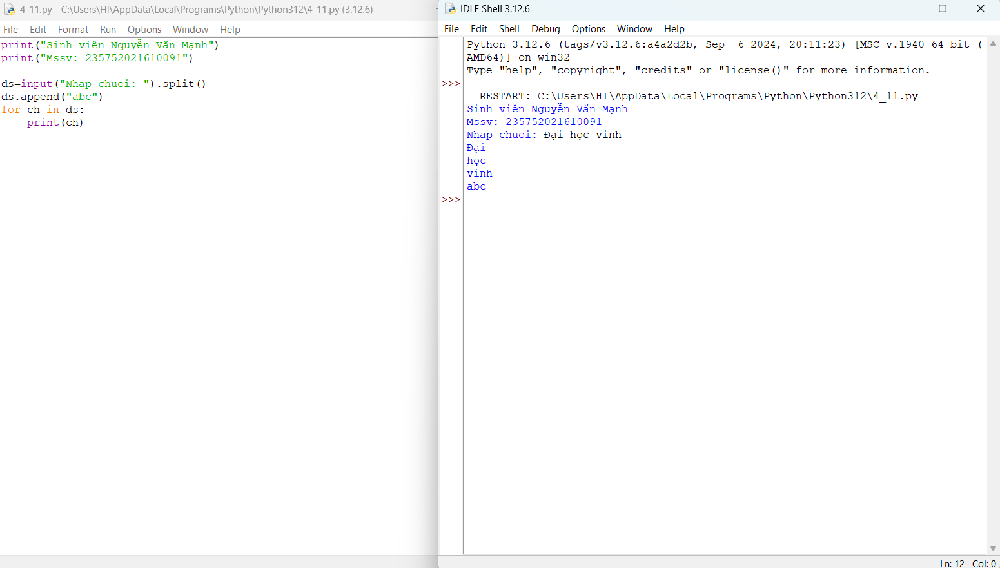 4_11.py - C:\Users\HI\AppData\Local\Programs\Python\Python312\4_11.py (3.12.6)
File Edit Format Run Options Window Help
print("Sinh viên Nguyễn Văn Mạnh")
print("Mssv: 235752021610091")
ds=input("Nhap chuoi: ").split()
ds.append("abc")
for ch in ds:
    print(ch)
IDLE Shell 3.12.6
File Edit Shell Debug Options Window Help
Python 3.12.6 (tags/v3.12.6:a4a2d2b, Sep  6 2024, 20:11:23) [MSC v.1940 64 bit (
AMD64)] on win32
Type "help", "copyright", "credits" or "license()" for more information.
>>>
= RESTART: C:\Users\HI\AppData\Local\Programs\Python\Python312\4_11.py
Sinh viên Nguyễn Văn Mạnh
Mssv: 235752021610091
Nhap chuoi: Đại học vinh
Đại
học
vinh
abc
>>>
Ln: 12 Col: 0